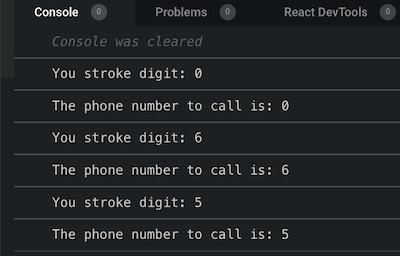 Console 0 Problems 0 React DevTools 0
Console was cleared
You stroke digit: 0
The phone number to call is: 0
You stroke digit: 6
The phone number to call is: 6
You stroke digit: 5
The phone number to call is: 5